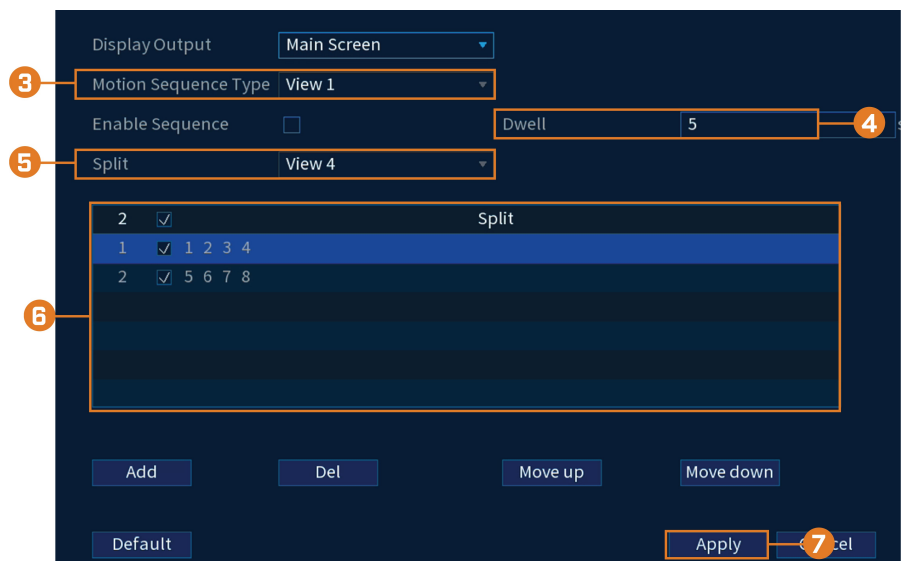 Display Output Main Screen
3 Motion Sequence Type View 1
Enable Sequence Dwell 5 4
5 Split View 4
2 Split
1 1 2 3 4
2 5 6 7 8
6
Add Del Move up Move down
Default Apply 7